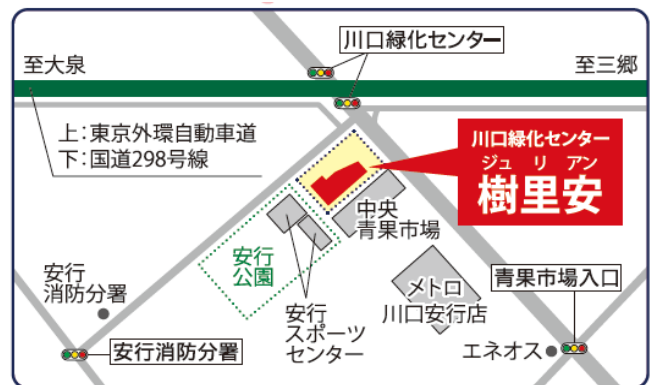 川口緑化センター
至大泉
至三郷
上：東京外環自動車道
下：国道298号線
川口緑化センター
ジュ リ アン
樹里安
中央
青果市場
安行
公園
安行
消防分署
安行
スポーツ
センター
メトロ
川口安行店
青果市場入口
安行消防分署
エネオス